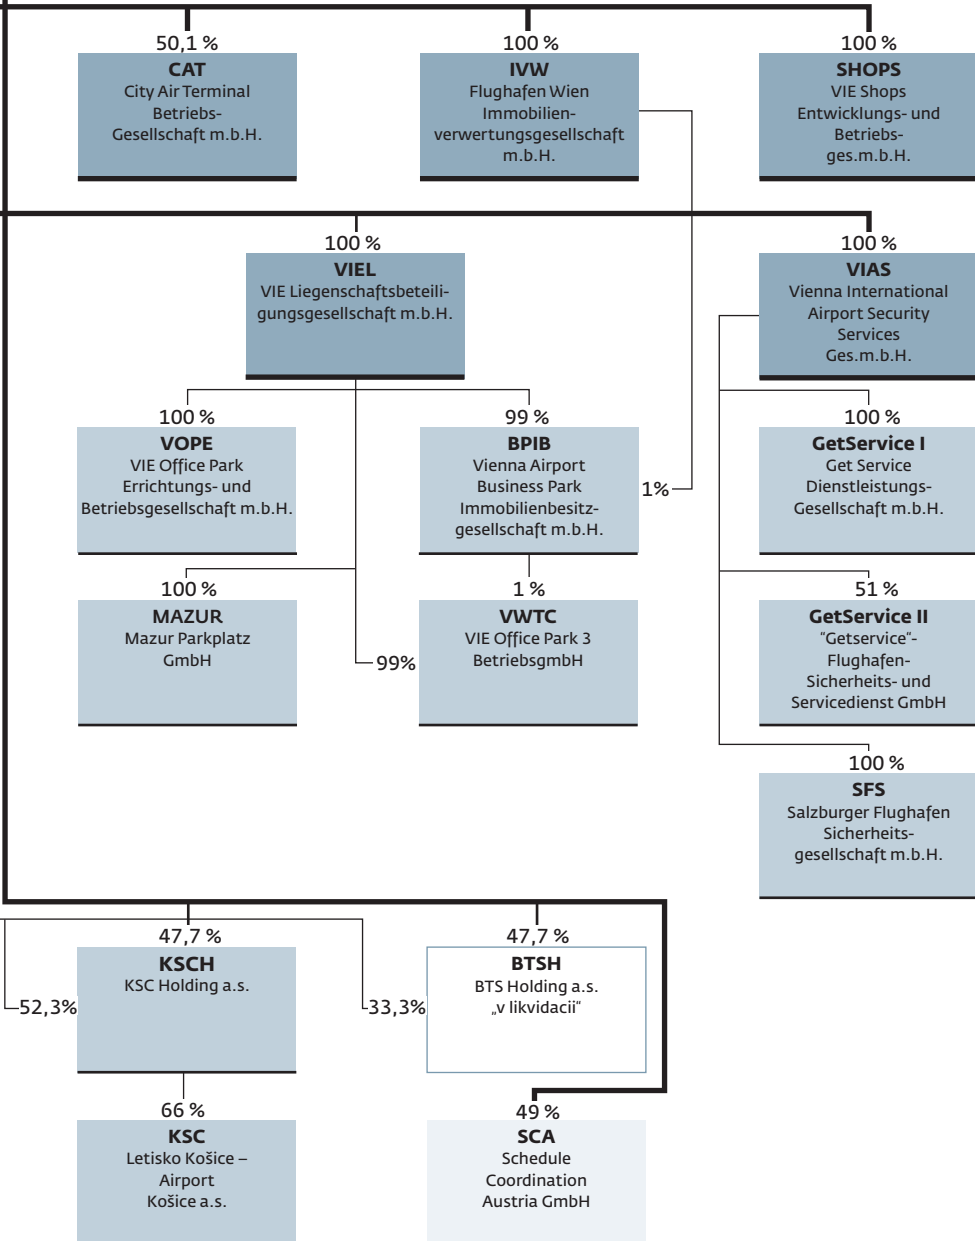 50,1 %
CAT
City Air Terminal
Betriebs-
Gesellschaft m.b.H.
100 %
IVW
Flughafen Wien
Immobilien-
verwertungsgesellschaft
m.b.H.
100 %
SHOPS
VIE Shops
Entwicklungs- und
Betriebs-
ges.m.b.H.
100 %
VIEL
VIE Liegenschaftsbeteili-
gungsgesellschaft m.b.H.
100 %
VIAS
Vienna International
Airport Security
Services
Ges.m.b.H.
100 %
VOPE
VIE Office Park
Errichtungs- und
Betriebsgesellschaft m.b.H.
99 %
BPIB
Vienna Airport
Business Park
Immobilienbesitz-
gesellschaft m.b.H.
1%
100 %
GetService I
Get Service
Dienstleistungs-
Gesellschaft m.b.H.
100 %
MAZUR
Mazur Parkplatz
GmbH
99%
1 %
VWTC
VIE Office Park 3
BetriebsgmbH
51 %
GetService II
"Getservice"-
Flughafen-
Sicherheits- und
Servicedienst GmbH
100 %
SFS
Salzburger Flughafen
Sicherheits-
gesellschaft m.b.H.
47,7 %
KSCH
KSC Holding a.s.
52,3%
47,7 %
BTSH
BTS Holding a.s.
„v likvidacii"
33,3%
66 %
KSC
Letisko Košice –
Airport
Košice a.s.
49 %
SCA
Schedule
Coordination
Austria GmbH